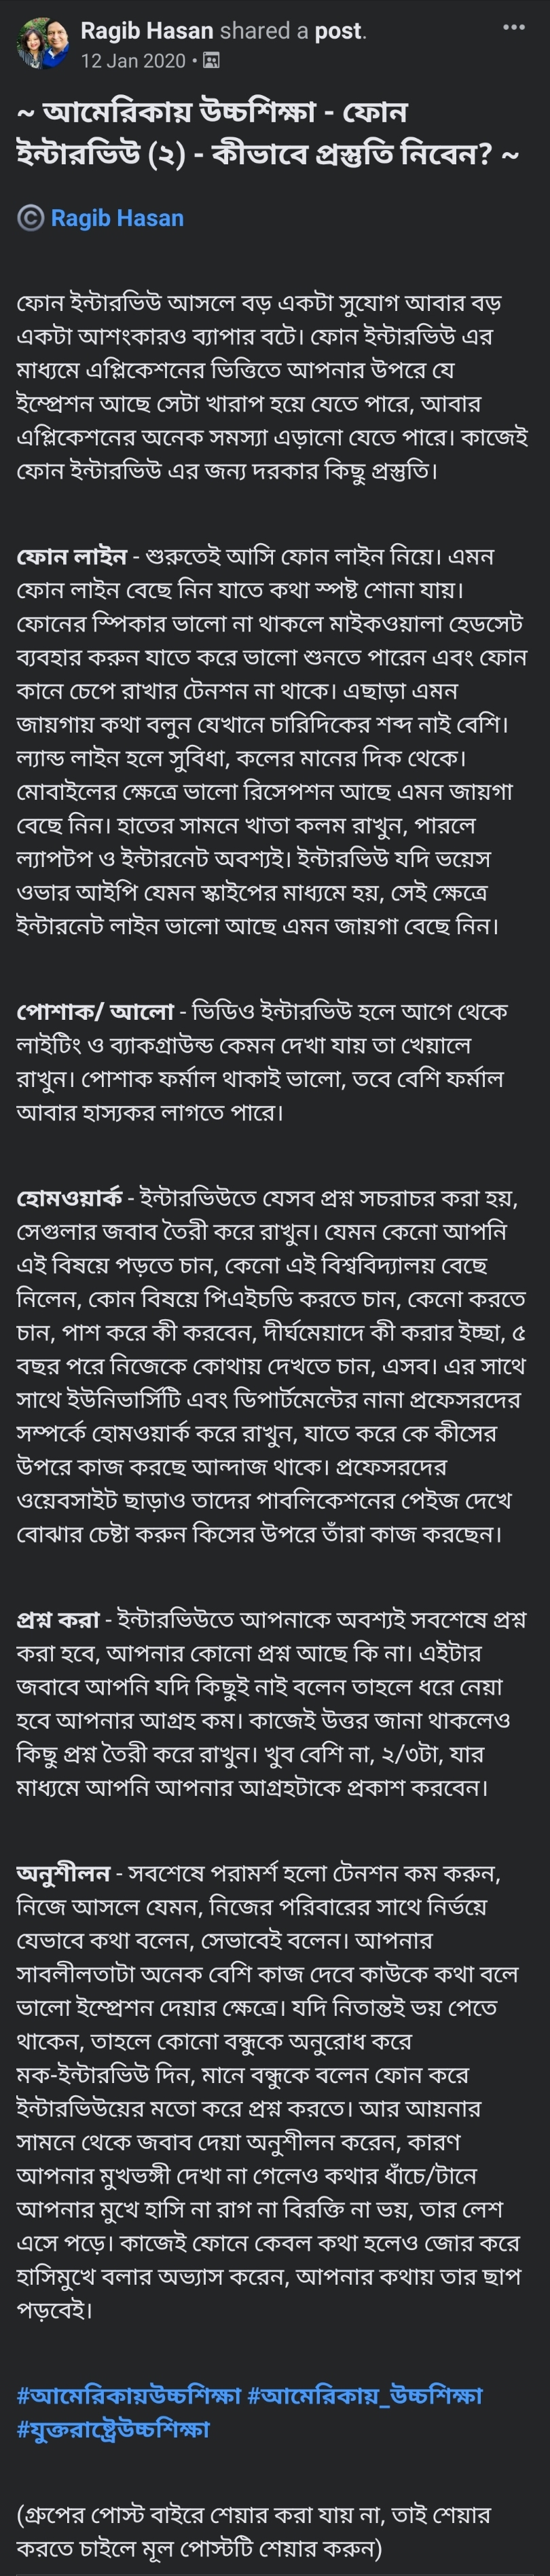 Ragib Hasan shared a post.
12 Jan 2020 •
~ আমেরিকায় উচ্চশিক্ষা - ফোন
ইন্টারভিউ (২) - কীভাবে প্রস্তুতি নিবেন? ~
© Ragib Hasan
ফোন ইন্টারভিউ আসলে বড় একটা সুযোগ আবার বড়
একটা আশংকারও ব্যাপার বটে। ফোন ইন্টারভিউ এর
মাধ্যমে এপ্লিকেশনের ভিত্তিতে আপনার উপরে যে
ইম্প্রেশন আছে সেটা খারাপ হয়ে যেতে পারে, আবার
এপ্লিকেশনের অনেক সমস্যা এড়ানো যেতে পারে। কাজেই
ফোন ইন্টারভিউ এর জন্য দরকার কিছু প্রস্তুতি।
ফোন লাইন - শুরুতেই আসি ফোন লাইন নিয়ে। এমন
ফোন লাইন বেছে নিন যাতে কথা স্পষ্ট শোনা যায়।
ফোনের স্পিকার ভালো না থাকলে মাইকওয়ালা হেডসেট
ব্যবহার করুন যাতে করে ভালো শুনতে পারেন এবং ফোন
কানে চেপে রাখার টেনশন না থাকে। এছাড়া এমন
জায়গায় কথা বলুন যেখানে চারিদিকের শব্দ নাই বেশি।
ল্যান্ড লাইন হলে সুবিধা, কলের মানের দিক থেকে।
মোবাইলের ক্ষেত্রে ভালো রিসেপশন আছে এমন জায়গা
বেছে নিন। হাতের সামনে খাতা কলম রাখুন, পারলে
ল্যাপটপ ও ইন্টারনেট অবশ্যই। ইন্টারভিউ যদি ভয়েস
ওভার আইপি যেমন স্কাইপের মাধ্যমে হয়, সেই ক্ষেত্রে
ইন্টারনেট লাইন ভালো আছে এমন জায়গা বেছে নিন।
পোশাক/ আলো - ভিডিও ইন্টারভিউ হলে আগে থেকে
লাইটিং ও ব্যাকগ্রাউন্ড কেমন দেখা যায় তা খেয়ালে
রাখুন। পোশাক ফর্মাল থাকাই ভালো, তবে বেশি ফর্মাল
আবার হাস্যকর লাগতে পারে।
হোমওয়ার্ক - ইন্টারভিউতে যেসব প্রশ্ন সচরাচর করা হয়,
সেগুলার জবাব তৈরী করে রাখুন। যেমন কেনো আপনি
এই বিষয়ে পড়তে চান, কেনো এই বিশ্ববিদ্যালয় বেছে
নিলেন, কোন বিষয়ে পিএইচডি করতে চান, কেনো করতে
চান, পাশ করে কী করবেন, দীর্ঘমেয়াদে কী করার ইচ্ছা, ৫
বছর পরে নিজেকে কোথায় দেখতে চান, এসব। এর সাথে
সাথে ইউনিভার্সিটি এবং ডিপার্টমেন্টের নানা প্রফেসরদের
সম্পর্কে হোমওয়ার্ক করে রাখুন, যাতে করে কে কীসের
উপরে কাজ করছে আন্দাজ থাকে। প্রফেসরদের
ওয়েবসাইট ছাড়াও তাদের পাবলিকেশনের পেইজ দেখে
বোঝার চেষ্টা করুন কিসের উপরে তাঁরা কাজ করছেন।
প্রশ্ন করা - ইন্টারভিউতে আপনাকে অবশ্যই সবশেষে প্রশ্ন
করা হবে, আপনার কোনো প্রশ্ন আছে কি না। এইটার
জবাবে আপনি যদি কিছুই নাই বলেন তাহলে ধরে নেয়া
হবে আপনার আগ্রহ কম। কাজেই উত্তর জানা থাকলেও
কিছু প্রশ্ন তৈরী করে রাখুন। খুব বেশি না, ২/৩টা, যার
মাধ্যমে আপনি আপনার আগ্রহটাকে প্রকাশ করবেন।
অনুশীলন - সবশেষে পরামর্শ হলো টেনশন কম করুন,
নিজে আসলে যেমন, নিজের পরিবারের সাথে নির্ভয়ে
যেভাবে কথা বলেন, সেভাবেই বলেন। আপনার
সাবলীলতাটা অনেক বেশি কাজ দেবে কাউকে কথা বলে
ভালো ইম্প্রেশন দেয়ার ক্ষেত্রে। যদি নিতান্তই ভয় পেতে
থাকেন, তাহলে কোনো বন্ধুকে অনুরোধ করে
মক-ইন্টারভিউ দিন, মানে বন্ধুকে বলেন ফোন করে
ইন্টারভিউয়ের মতো করে প্রশ্ন করতে। আর আয়নার
সামনে থেকে জবাব দেয়া অনুশীলন করেন, কারণ
আপনার মুখভঙ্গী দেখা না গেলেও কথার ধাঁচে/টানে
আপনার মুখে হাসি না রাগ না বিরক্তি না ভয়, তার লেশ
এসে পড়ে। কাজেই ফোনে কেবল কথা হলেও জোর করে
হাসিমুখে বলার অভ্যাস করেন, আপনার কথায় তার ছাপ
পড়বেই।
#আমেরিকায়উচ্চশিক্ষা #আমেরিকায়_উচ্চশিক্ষা
#যুক্তরাষ্ট্রেউচ্চশিক্ষা
(গ্রুপের পোস্ট বাইরে শেয়ার করা যায় না, তাই শেয়ার
করতে চাইলে মূল পোস্টটি শেয়ার করুন)